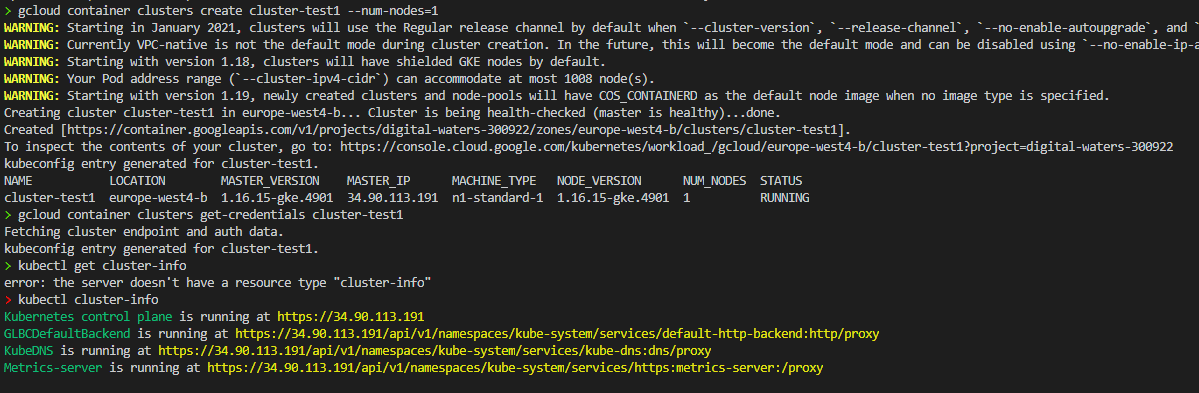 > gcloud container clusters create cluster-test1 --num-nodes=1
WARNING: Starting in January 2021, clusters will use the Regular release channel by default when `--cluster-version`, `--release-channel`, `--no-enable-autoupgrade`, and `
WARNING: Currently VPC-native is not the default mode during cluster creation. In the future, this will become the default mode and can be disabled using `--no-enable-ip-a
WARNING: Starting with version 1.18, clusters will have shielded GKE nodes by default.
WARNING: Your Pod address range (`--cluster-ipv4-cidr`) can accommodate at most 1008 node(s).
WARNING: Starting with version 1.19, newly created clusters and node-pools will have COS_CONTAINERD as the default node image when no image type is specified.
Creating cluster cluster-test1 in europe-west4-b... Cluster is being health-checked (master is healthy)...done.
Created [https://container.googleapis.com/v1/projects/digital-waters-300922/zones/europe-west4-b/clusters/cluster-test1].
To inspect the contents of your cluster, go to: https://console.cloud.google.com/kubernetes/workload_/gcloud/europe-west4-b/cluster-test1?project=digital-waters-300922
kubeconfig entry generated for cluster-test1.
NAME LOCATION MASTER_VERSION MASTER_IP MACHINE_TYPE NODE_VERSION NUM_NODES STATUS
cluster-test1 europe-west4-b 1.16.15-gke.4901 34.90.113.191 n1-standard-1 1.16.15-gke.4901 1 RUNNING
> gcloud container clusters get-credentials cluster-test1
Fetching cluster endpoint and auth data.
kubeconfig entry generated for cluster-test1.
> kubectl get cluster-info
error: the server doesn't have a resource type "cluster-info"
> kubectl cluster-info
Kubernetes control plane is running at https://34.90.113.191
GLBCDefaultBackend is running at https://34.90.113.191/api/v1/namespaces/kube-system/services/default-http-backend:http/proxy
KubeDNS is running at https://34.90.113.191/api/v1/namespaces/kube-system/services/kube-dns:dns/proxy
Metrics-server is running at https://34.90.113.191/api/v1/namespaces/kube-system/services/https:metrics-server:/proxy